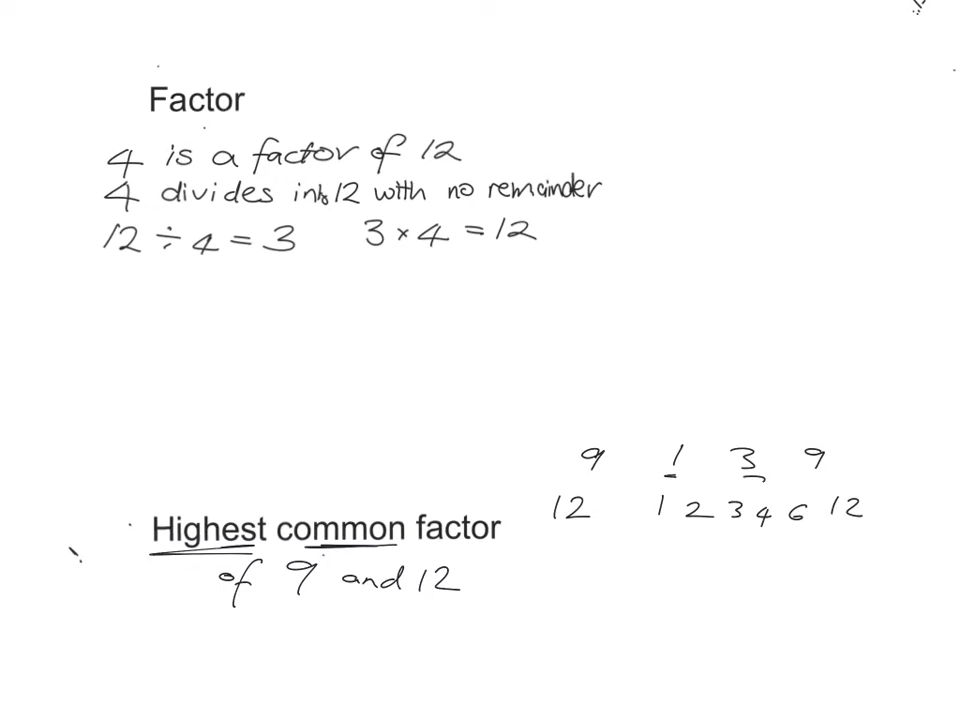 Factor
4 is a factor of 12
4 divides into 12 with no remainder
12 ÷ 4 = 3 3 × 4 = 12
9 1 3 9
12 1 2 3 4 6 12
Highest common factor
of 9 and 12